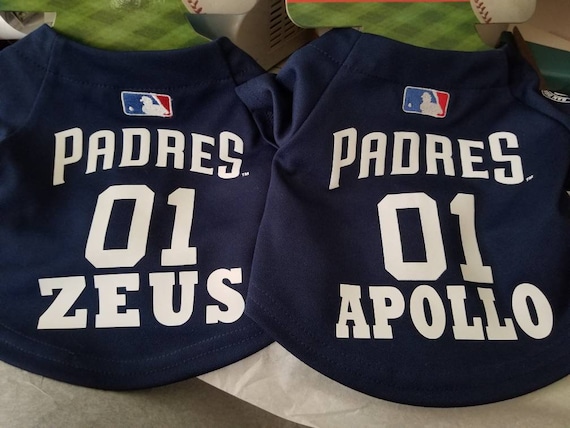 PADRES
01
ZEUS
PADRES
01
APOLLO